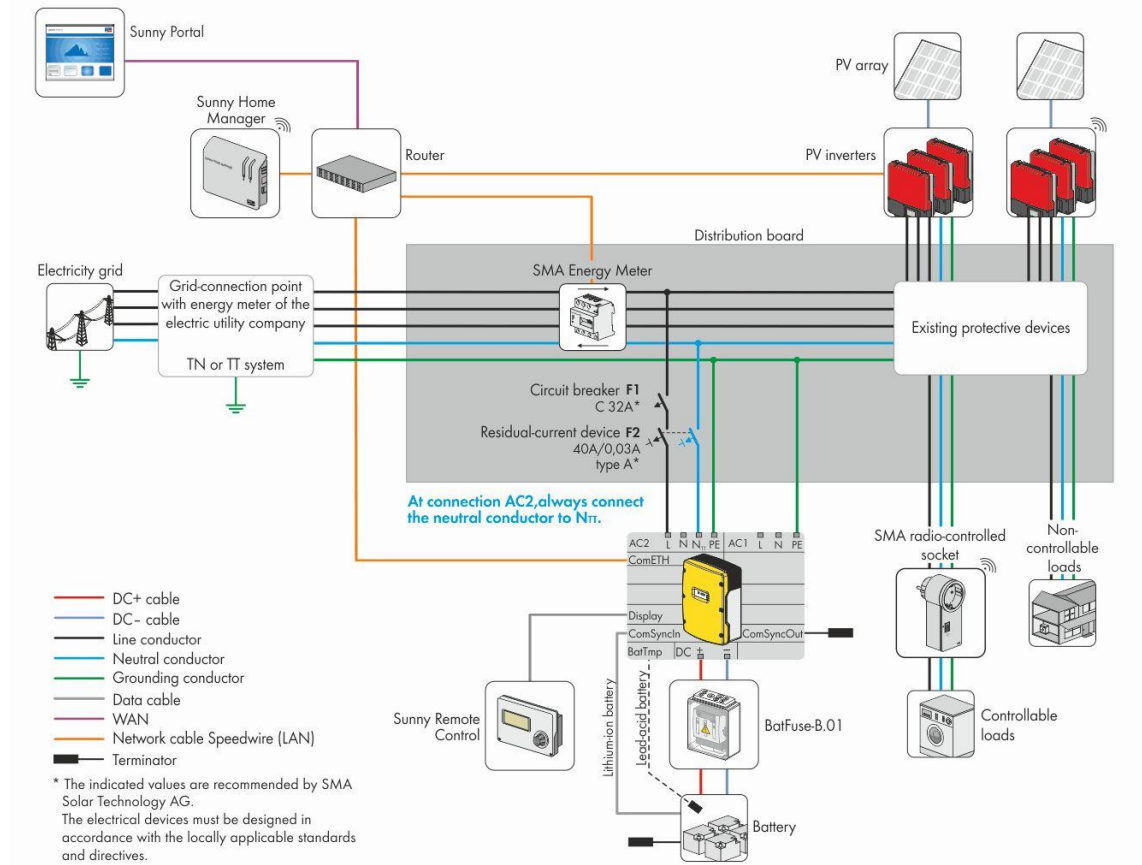 Sunny Portal
Sunny Home
Manager
Router
PV array
PV inverters
Distribution board
Electricity grid
Grid-connection point
with energy meter of the
electric utility company
TN or TT system
SMA Energy Meter
Existing protective devices
Circuit breaker F1
C 32A*
Residual-current device F2
40A/0,03A
type A*
At connection AC2,always connect
the neutral conductor to NTT.
AC2 L N NTT PE AC1 L N PE
ComETH
Display
ComSyncIn
ComSyncOut
BatTmp
DC + −
SMA radio-controlled
socket
Non-
controllable
loads
DC+ cable
DC− cable
Line conductor
Neutral conductor
Grounding conductor
Data cable
WAN
Network cable Speedwire (LAN)
Terminator
* The indicated values are recommended by SMA
Solar Technology AG.
The electrical devices must be designed in
accordance with the locally applicable standards
and directives.
Sunny Remote
Control
Lithium-ion battery
Lead-acid battery
BatFuse-B.01
Battery
Controllable
loads